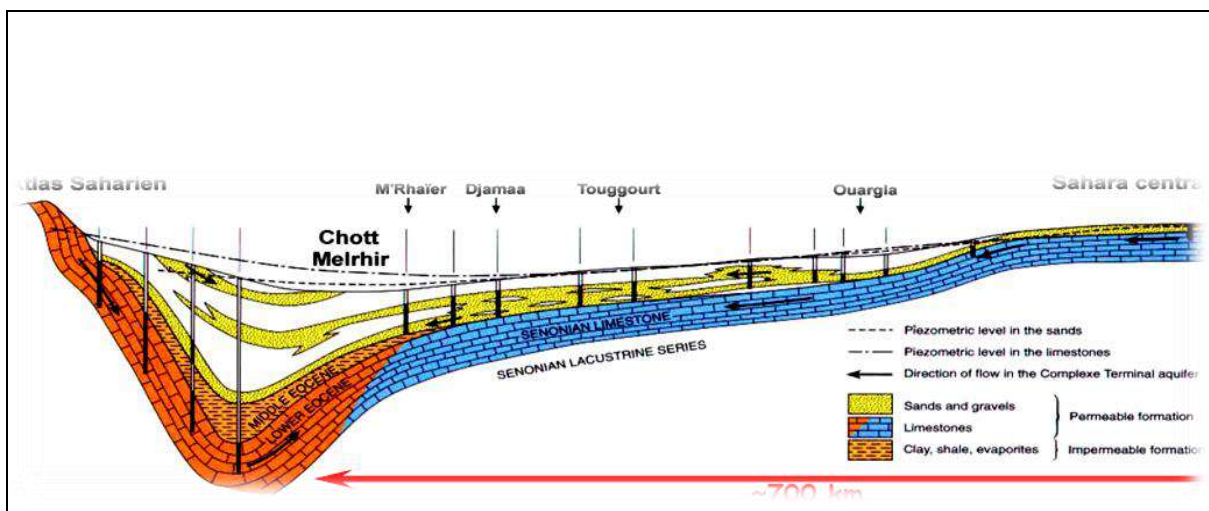 tlas Saharien
Sahara centra
M'Rhaïer
Djamaa
Touggourt
Ouargla
Chott
Melrhir
SENONIAN LIMESTONE
SENONIAN LACUSTRINE SERIES
MIDDLE EOCENE
LOWER EOCENE
Piezometric level in the sands
Piezometric level in the limestones
Direction of flow in the Complexe Terminal aquifer
Sands and gravels
Limestones
Permeable formation
Clay, shale, evaporites
Impermeable formation
~700 km